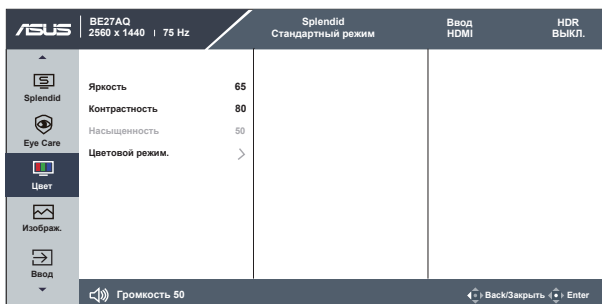 ASUS
BE27AQ
2560 x 1440 | 75 Hz
Splendid
Стандартный режим
Ввод
HDMI
HDR
ВЫКЛ.
Splendid
Eye Care
Цвет
Изображ.
Ввод
Яркость 65
Контрастность 80
Насыщенность 50
Цветовой режим.
Громкость 50
Back/Закрыть Enter